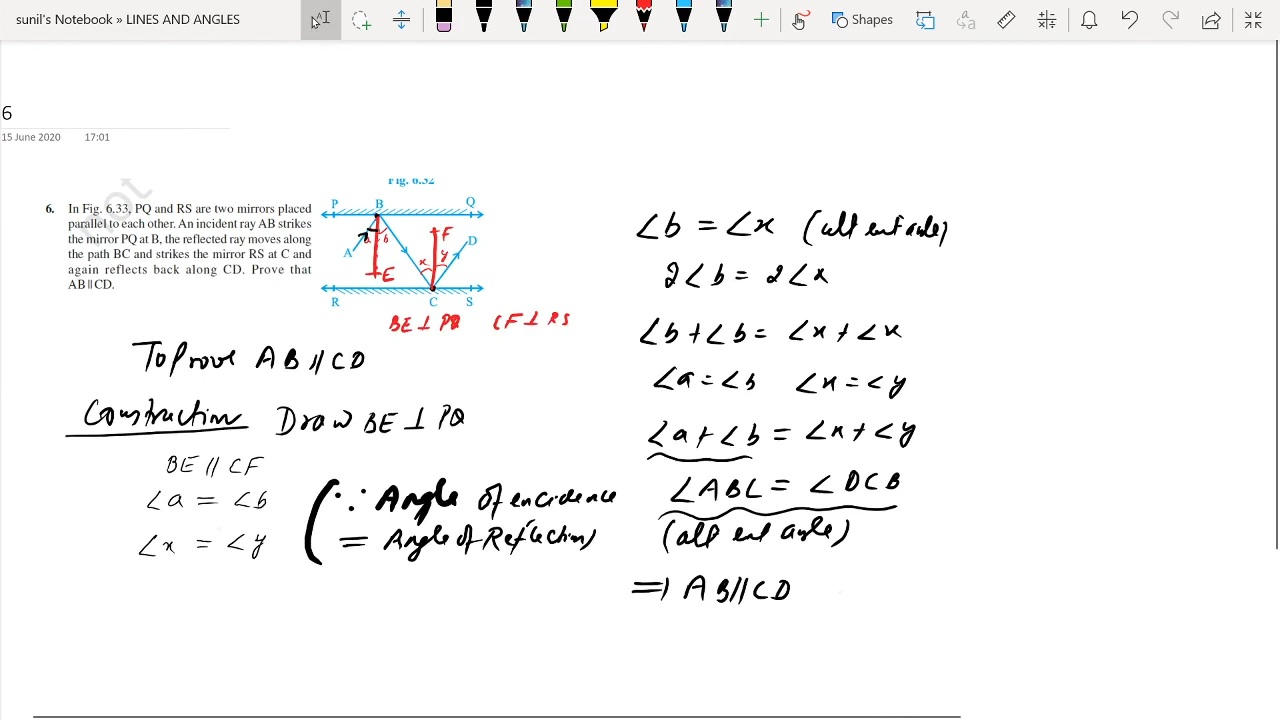 sunil's Notebook » LINES AND ANGLES
Shapes
6
15 June 2020 17:01
not
Fig. 6.32
6. In Fig. 6.33, PQ and RS are two mirrors placed
parallel to each other. An incident ray AB strikes
the mirror PQ at B, the reflected ray moves along
the path BC and strikes the mirror RS at C and
again reflects back along CD. Prove that
AB || CD.
P B Q
F
D
A a b x y
E
R C S
BE ⊥ PQ CF ⊥ RS
To Prove AB // CD
Construction Draw BE ⊥ PQ
BE // CF
∠a = ∠b
∠x = ∠y
(∵ Angle of encidence
= Angle of Reflection)
∠b = ∠x (alt ent angle)
2∠b = 2∠x
∠b + ∠b = ∠x + ∠x
∠a = ∠b ∠x = ∠y
∠a + ∠b = ∠x + ∠y
∠ABC = ∠DCB
(alt ent angle)
⇒ AB // CD